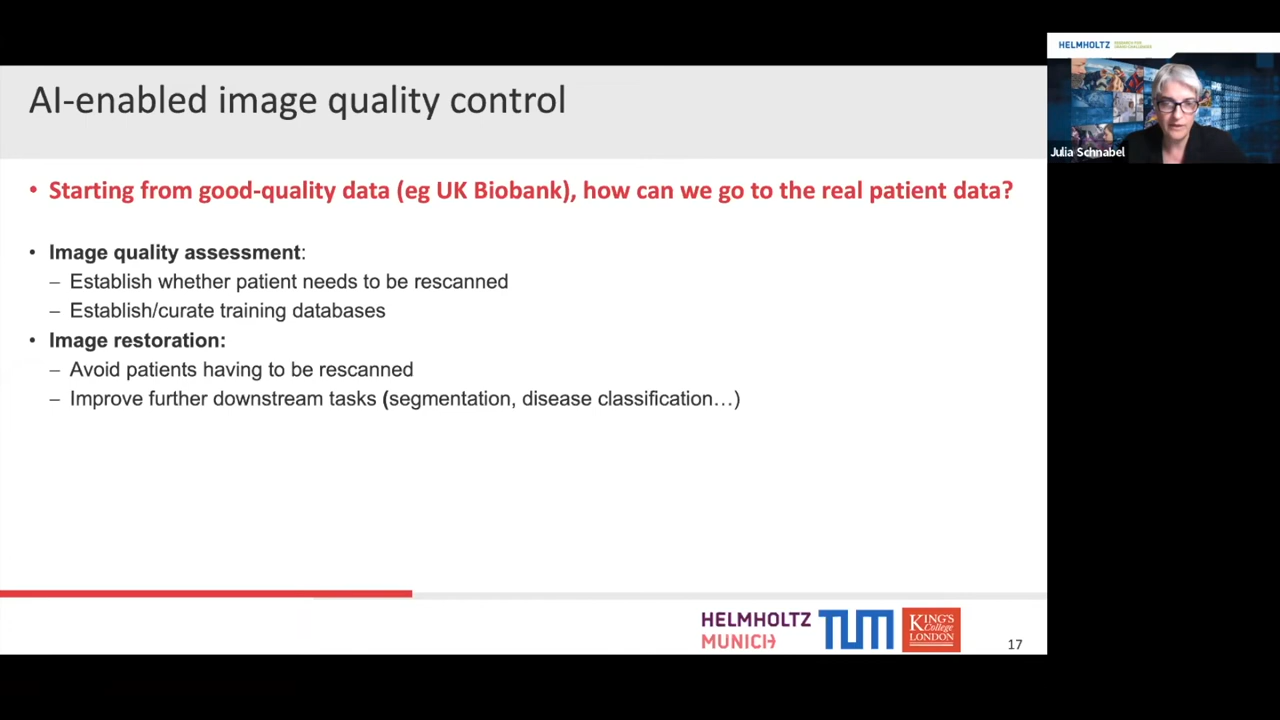 AI-enabled image quality control
• Starting from good-quality data (eg UK Biobank), how can we go to the real patient data?
• Image quality assessment:
– Establish whether patient needs to be rescanned
– Establish/curate training databases
• Image restoration:
– Avoid patients having to be rescanned
– Improve further downstream tasks (segmentation, disease classification…)
HELMHOLTZ
MUNICH
TUM
KING'S
College
LONDON
17
HELMHOLTZ
Julia Schnabel